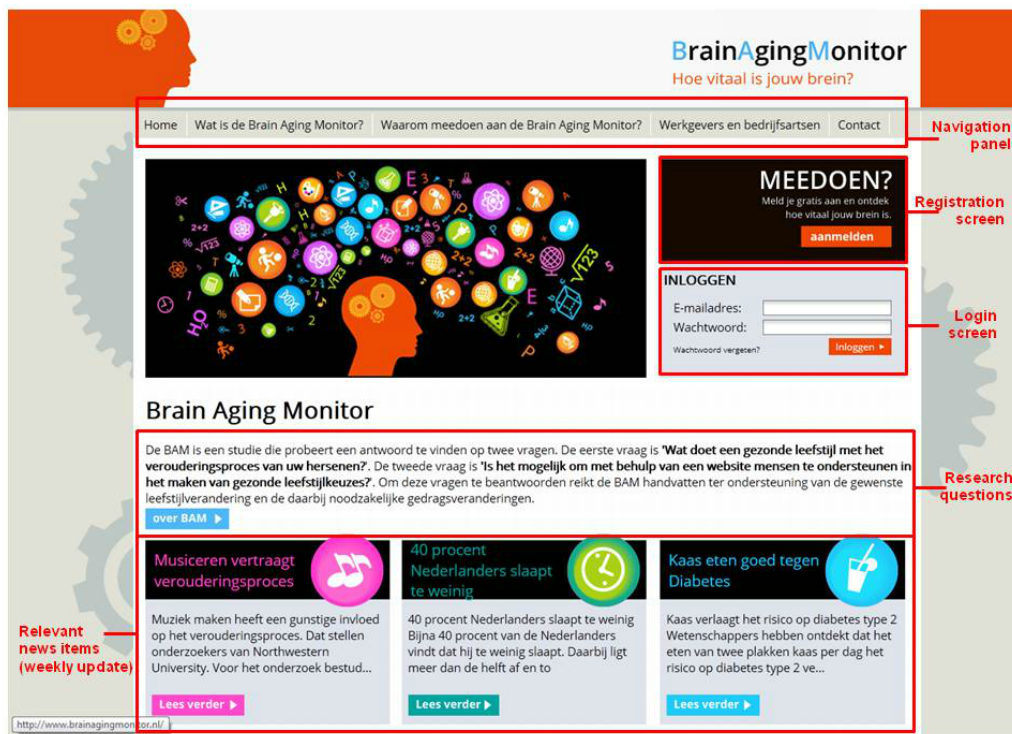 BrainAgingMonitor
Hoe vitaal is jouw brein?
Home Wat is de Brain Aging Monitor? Waarom meedoen aan de Brain Aging Monitor? Werkgevers en bedrijfsartsen Contact
Navigation
panel
MEEDOEN?
Meld je gratis aan en ontdek
hoe vitaal jouw brein is.
aanmelden
Registration
screen
INLOGGEN
E-mailadres:
Wachtwoord:
Wachtwoord vergeten?
Inloggen
Login
screen
Brain Aging Monitor
De BAM is een studie die probeert een antwoord te vinden op twee vragen. De eerste vraag is 'Wat doet een gezonde leefstijl met het
verouderingsproces van uw hersenen?'. De tweede vraag is 'Is het mogelijk om met behulp van een website mensen te ondersteunen in
het maken van gezonde leefstijlkeuzes?'. Om deze vragen te beantwoorden reikt de BAM handvatten ter ondersteuning van de gewenste
leefstijlverandering en de daarbij noodzakelijke gedragsveranderingen.
over BAM
Research
questions
Musiceren vertraagt
verouderingsproces
Muziek maken heeft een gunstige invloed
op het verouderingsproces. Dat stellen
onderzoekers van Northwestern
University. Voor het onderzoek bestud...
Lees verder
40 procent
Nederlanders slaapt
te weinig
40 procent Nederlanders slaapt te weinig
Bijna 40 procent van de Nederlanders
vindt dat hij te weinig slaapt. Daarbij ligt
meer dan de helft af en to
Lees verder
Kaas eten goed tegen
Diabetes
Kaas verlaagt het risico op diabetes type 2
Wetenschappers hebben ontdekt dat het
eten van twee plakken kaas per dag het
risico op diabetes type 2 ve...
Lees verder
Relevant
news items
(weekly update)
http://www.brainagingmonitor.nl/